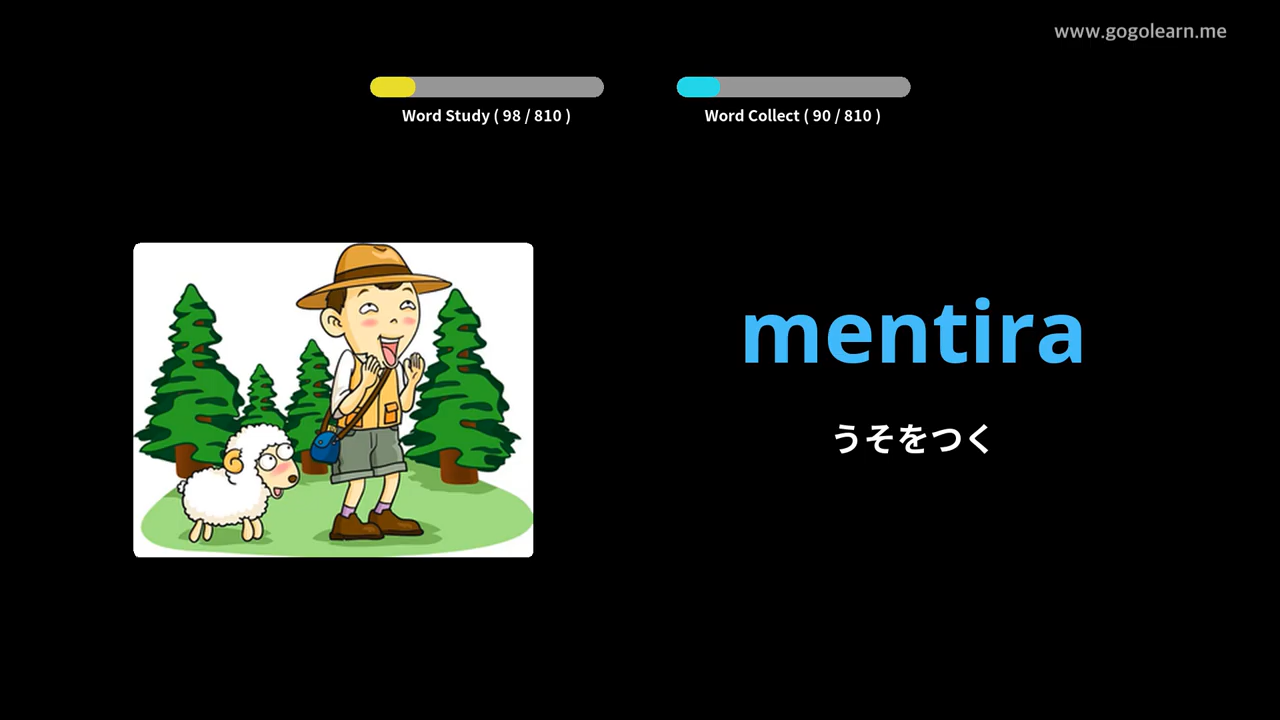 www.gogolearn.me
Word Study ( 98 / 810 )
Word Collect ( 90 / 810 )
mentira
うそをつく